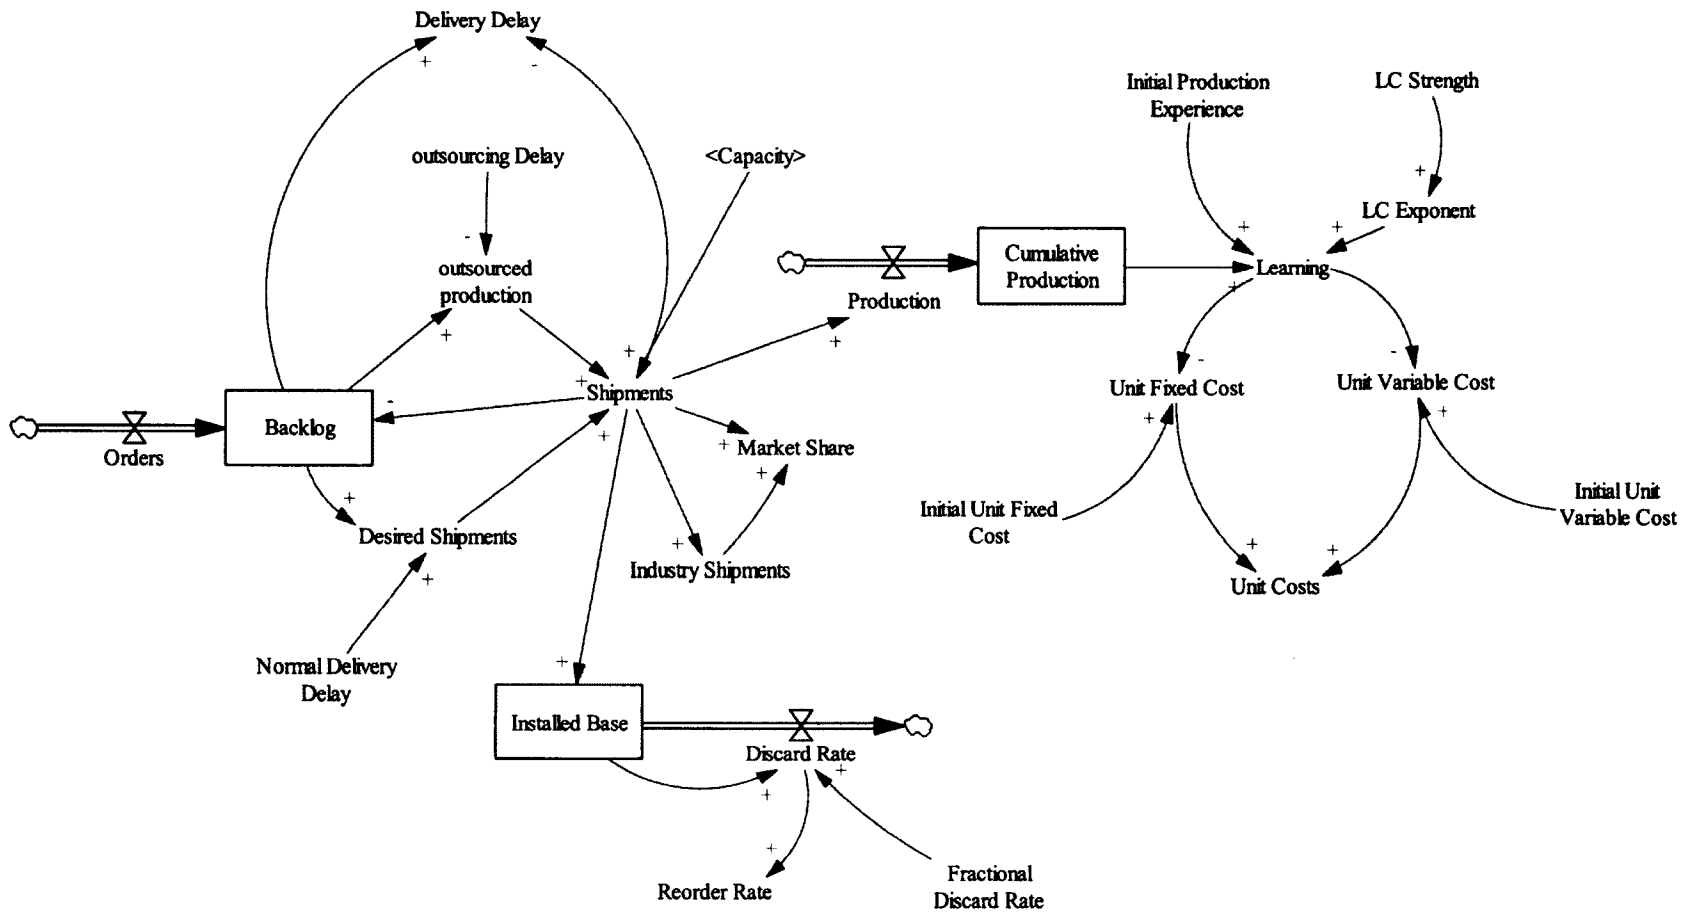 Delivery Delay
+
-
Initial Production
Experience
LC Strength
outsourcing Delay
<Capacity>
+
LC Exponent
-
+
+
outsourced
production
Cumulative
Production
Learning
+
Production
+
+
+
-
-
Shipments
+
Unit Fixed Cost
Unit Variable Cost
-
+
+
Backlog
Orders
+
+
Market Share
+
+
Initial Unit Fixed
Cost
Initial Unit
Variable Cost
Desired Shipments
+
+
+
Industry Shipments
+
Unit Costs
Normal Delivery
Delay
+
Installed Base
Discard Rate
+
+
+
Reorder Rate
Fractional
Discard Rate